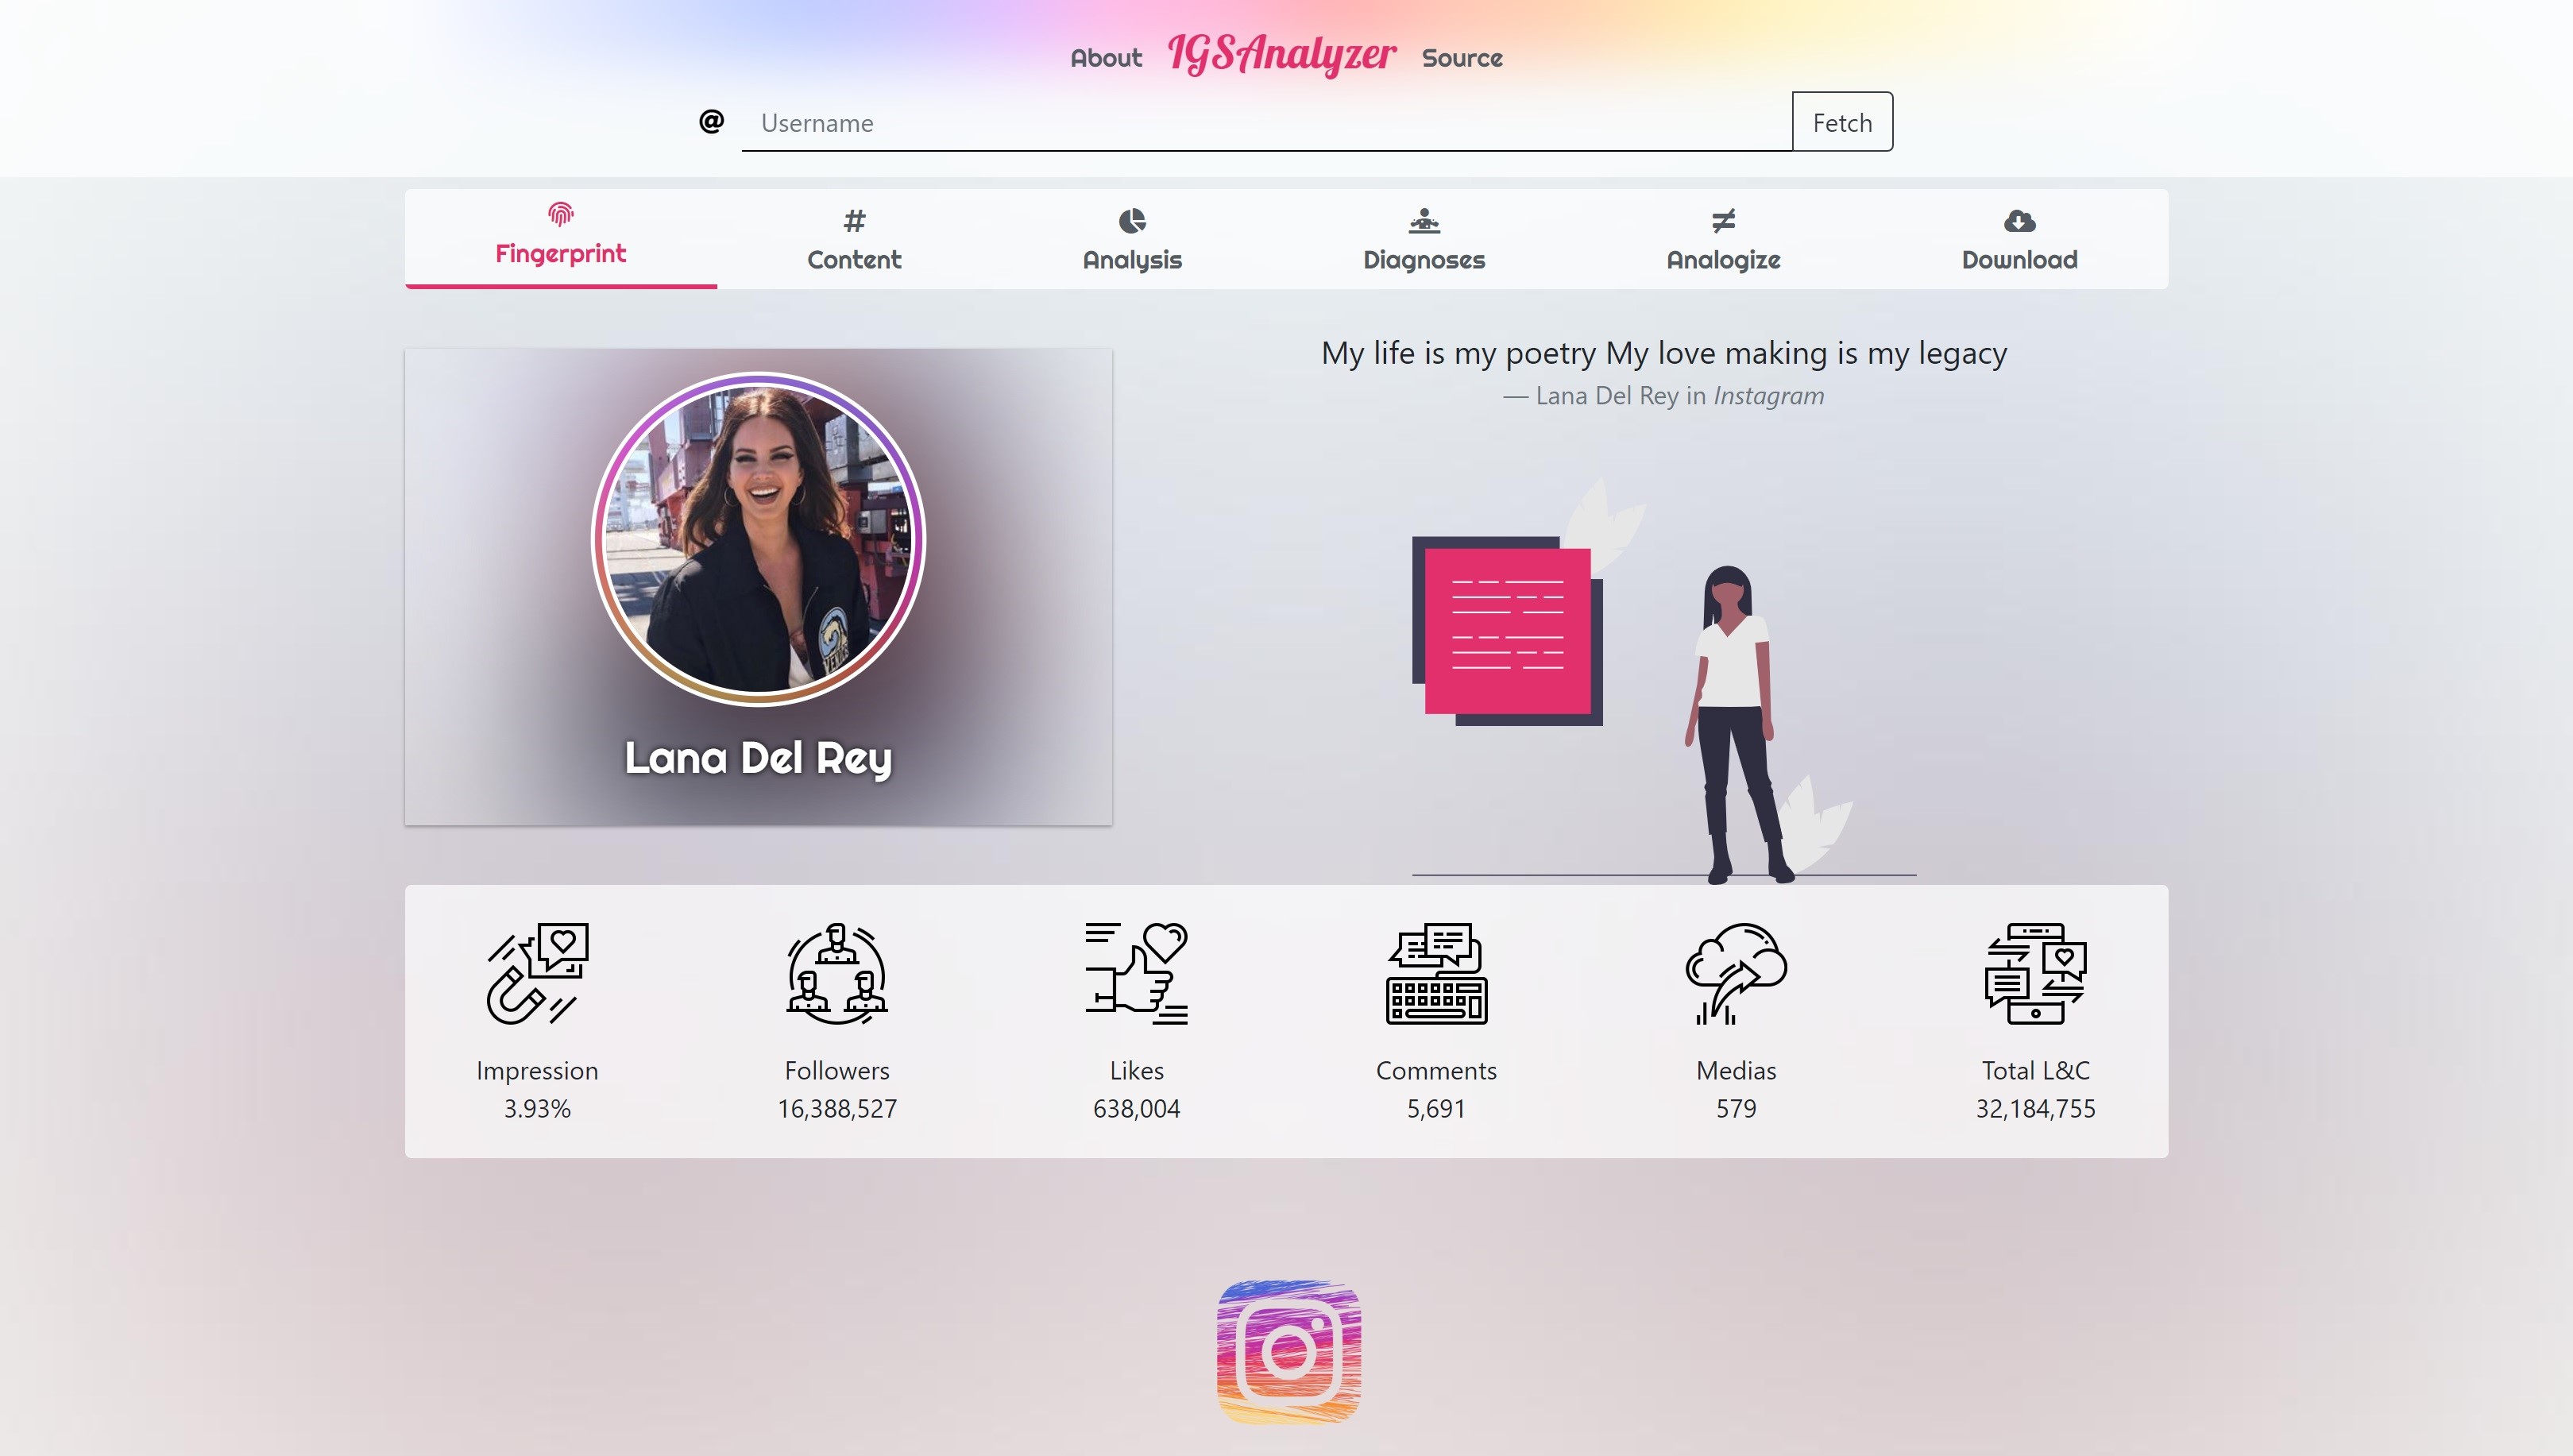 About IGSAnalyzer Source
@ Username Fetch
Fingerprint # Content Analysis Diagnoses Analogize Download
My life is my poetry My love making is my legacy
— Lana Del Rey in Instagram
VENICE
Lana Del Rey
Impression Followers Likes Comments Medias Total L&C
3.93% 16,388,527 638,004 5,691 579 32,184,755